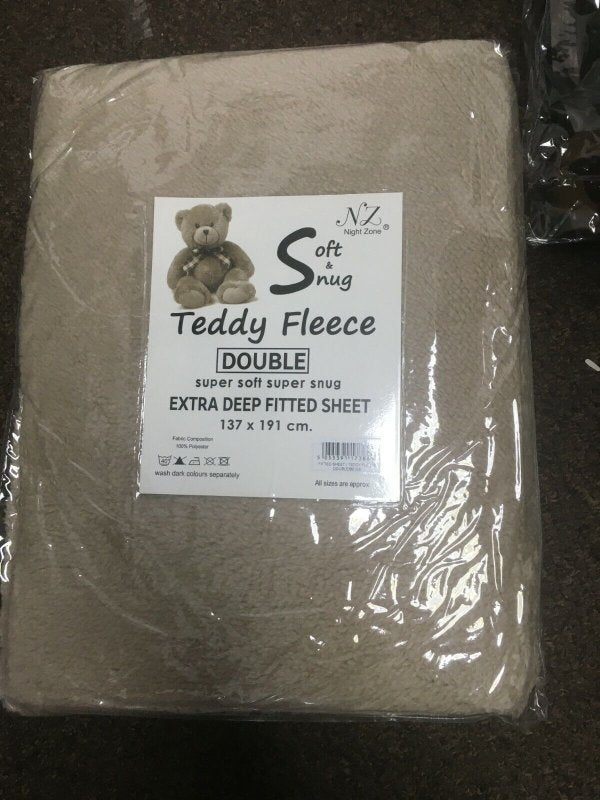 NZ
Night Zone®
Soft
&
Snug
Teddy Fleece
DOUBLE
super soft super snug
EXTRA DEEP FITTED SHEET
137 x 191 cm.
Fabric Composition
100% Polyester
40°
wash dark colours separately
All sizes are approx